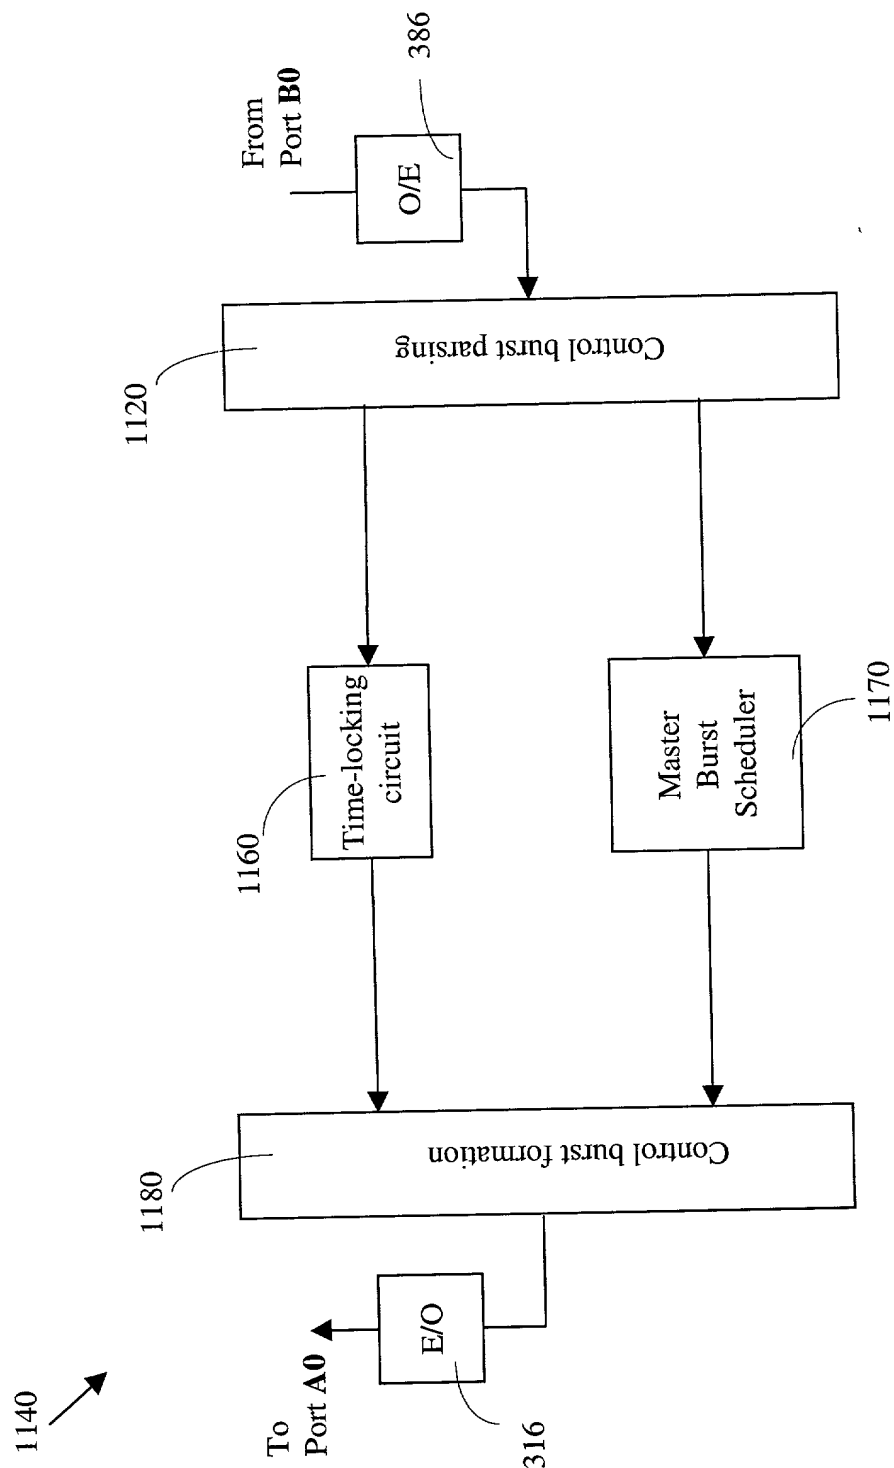 1140
To
Port A0
E/O
316
1180
Control burst formation
1160
Time-locking
circuit
Master
Burst
Scheduler
1170
1120
Control burst parsing
From
Port B0
O/E
386